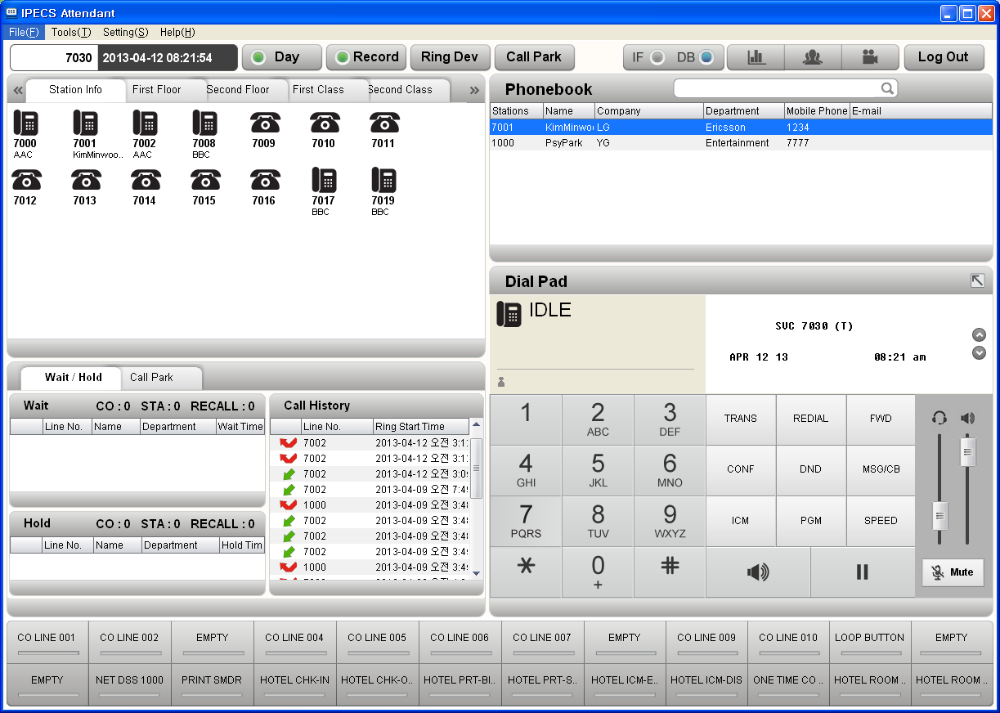 IPECS Attendant
File(F) Tools(T) Setting(S) Help(H)
7030 2013-04-12 08:21:54 Day Record Ring Dev Call Park IF DB Log Out
« Station Info First Floor Second Floor First Class Second Class »
7000 7001 7002 7008 7009 7010 7011
AAC KimMinwoo.. AAC BBC
7012 7013 7014 7015 7016 7017 7019
BBC BBC
Phonebook
Stations Name Company Department Mobile Phone E-mail
7001 KimMinwo LG Ericsson 1234
1000 PsyPark YG Entertainment 7777
Dial Pad
IDLE
SVC 7030 (T)
APR 12 13 08:21 am
Wait / Hold Call Park
Wait CO : 0 STA : 0 RECALL : 0
Line No. Name Department Wait Time
Hold CO : 0 STA : 0 RECALL : 0
Line No. Name Department Hold Tim
Call History
Line No. Ring Start Time
7002 2013-04-12 오전 3:1
7002 2013-04-12 오전 3:1
7002 2013-04-12 오전 3:0
7002 2013-04-09 오전 7:4
1000 2013-04-09 오전 3:4
7002 2013-04-09 오전 3:4
7002 2013-04-09 오전 3:4
7002 2013-04-09 오전 3:4
1000 2013-04-09 오전 3:4
1 2 ABC 3 DEF TRANS REDIAL FWD
4 GHI 5 JKL 6 MNO CONF DND MSG/CB
7 PQRS 8 TUV 9 WXYZ ICM PGM SPEED
* 0 + # Mute
CO LINE 001 CO LINE 002 EMPTY CO LINE 004 CO LINE 005 CO LINE 006 CO LINE 007 EMPTY CO LINE 009 CO LINE 010 LOOP BUTTON EMPTY
EMPTY NET DSS 1000 PRINT SMDR HOTEL CHK-IN HOTEL CHK-O.. HOTEL PRT-BI.. HOTEL PRT-S.. HOTEL ICM-E.. HOTEL ICM-DIS ONE TIME CO .. HOTEL ROOM .. HOTEL ROOM ..